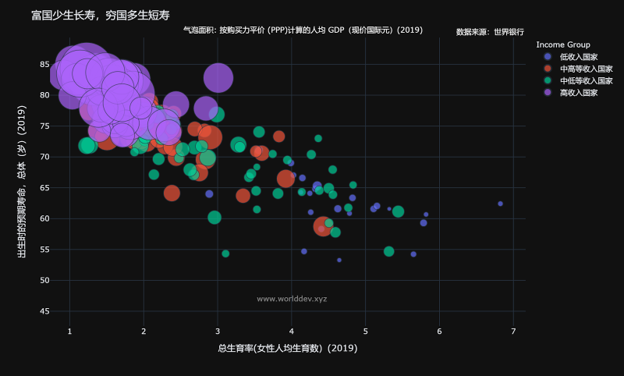 富国少生长寿，穷国多生短寿
气泡面积: 按购买力平价 (PPP)计算的人均 GDP（现价国际元）(2019)
数据来源：世界银行
Income Group
低收入国家
中高等收入国家
中低等收入国家
高收入国家
出生时的预期寿命，总体（岁）(2019)
85
80
75
70
65
60
55
50
45
www.worlddev.xyz
1
2
3
4
5
6
7
总生育率(女性人均生育数)（2019）